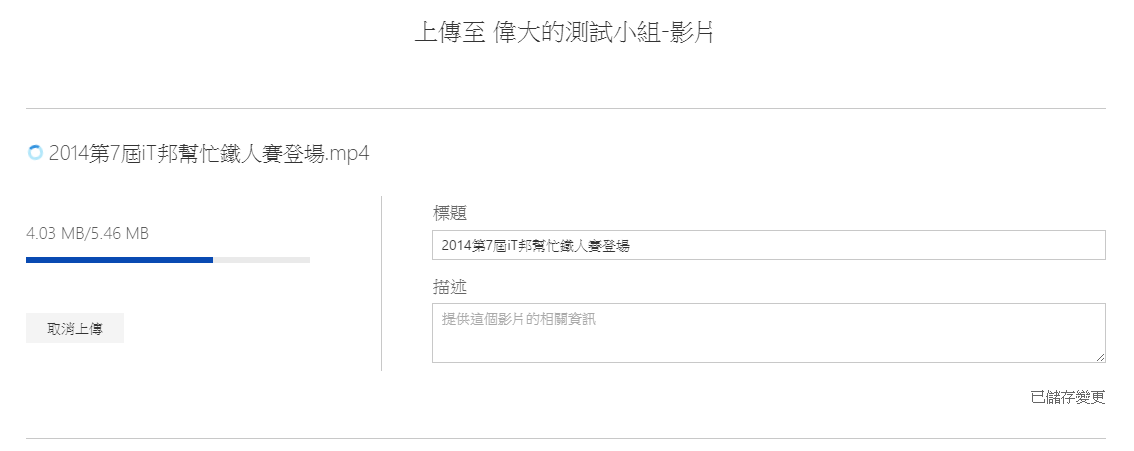 上傳至 偉大的測試小組-影片
2014第7屆iT邦幫忙鐵人賽登場.mp4
4.03 MB/5.46 MB
取消上傳
標題
2014第7屆iT邦幫忙鐵人賽登場
描述
提供這個影片的相關資訊
已儲存變更